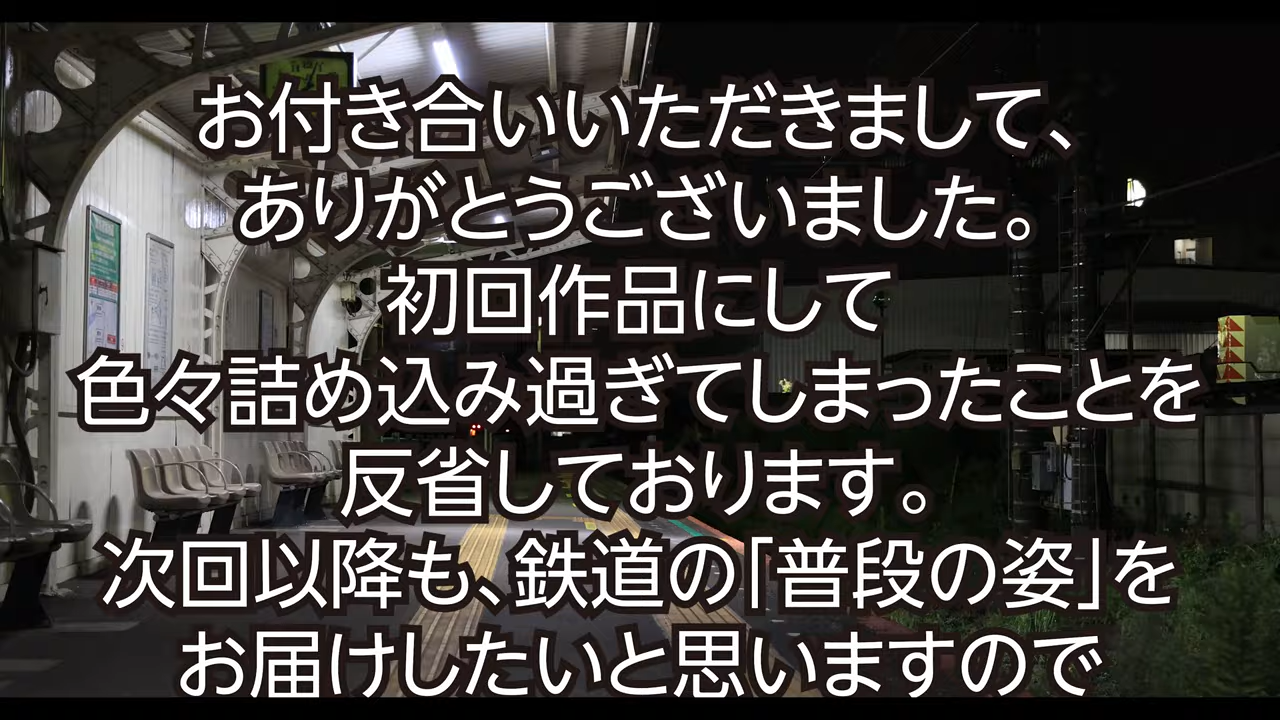 お付き合いいただきまして、
ありがとうございました。
初回作品にして
色々詰め込み過ぎてしまったことを
反省しております。
次回以降も、鉄道の「普段の姿」を
お届けしたいと思いますので